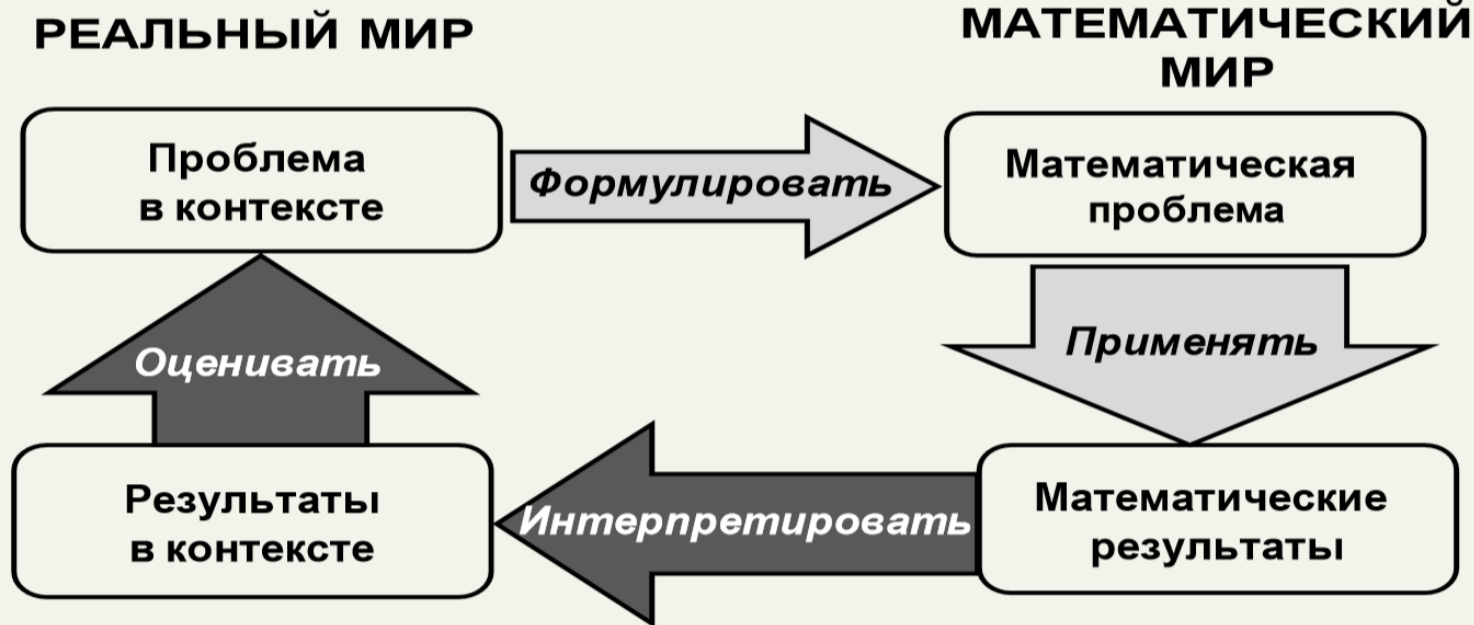 РЕАЛЬНЫЙ МИР
МАТЕМАТИЧЕСКИЙ
МИР
Проблема
в контексте
Формулировать
Математическая
проблема
Оценивать
Применять
Результаты
в контексте
Интерпретировать
Математические
результаты